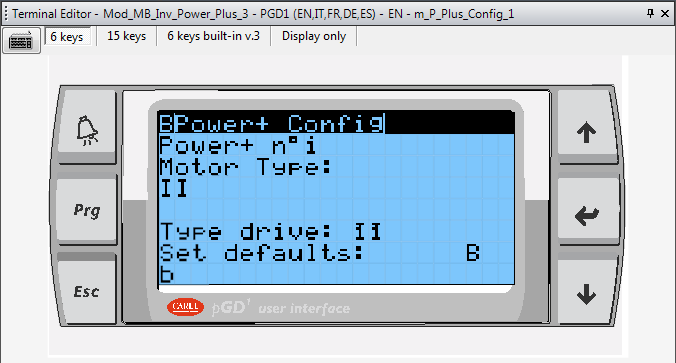 Terminal Editor - Mod_MB_Inv_Power_Plus_3 - PGD1 (EN,IT,FR,DE,ES) - EN - m_P_Plus_Config_1
6 keys 15 keys 6 keys built-in v.3 Display only
BPower+ Config
Power+ n°i
Motor Type:
II
Type drive: II
Set defaults: B
b
Prg
Esc
CAREL pGD1 user interface